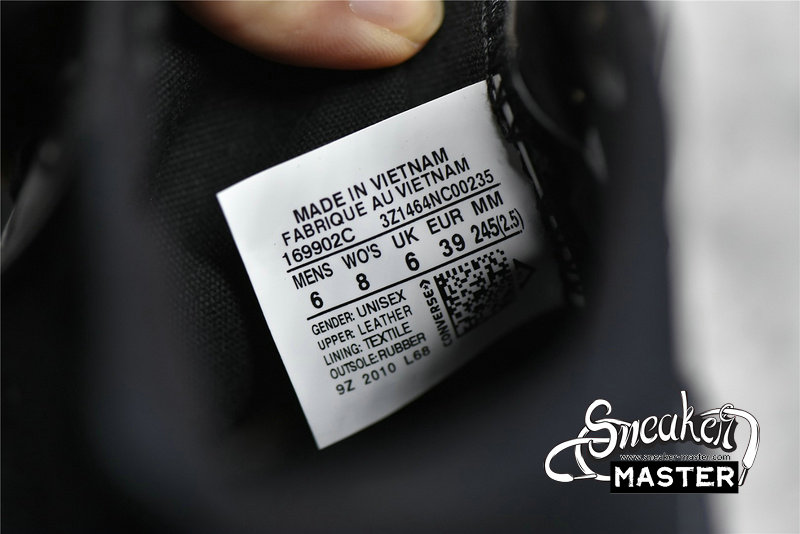 MADE IN VIETNAM
FABRIQUE AU VIETNAM
169902C 3Z1464NC00235
MENS WO'S UK EUR MM
6 8 6 39 245(2.5)
GENDER: UNISEX
UPPER: LEATHER
LINING: TEXTILE
OUTSOLE: RUBBER
9Z 2010 L68
CONVERSE
Sneaker
www.sneaker-master.com
MASTER